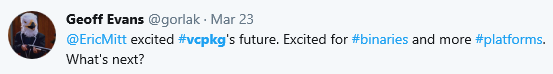 Geoff Evans @gorlak · Mar 23
@EricMitt excited #vcpkg's future. Excited for #binaries and more #platforms.
What's next?